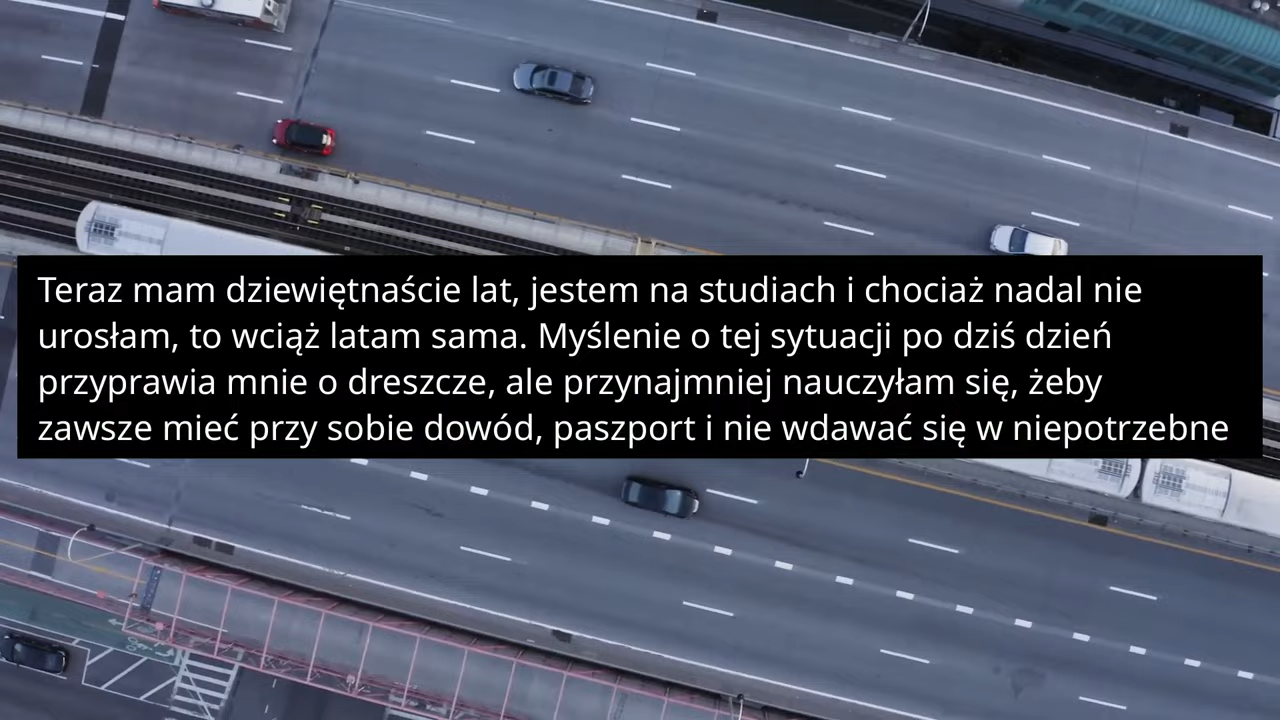 Teraz mam dziewiętnaście lat, jestem na studiach i chociaż nadal nie
urosłam, to wciąż latam sama. Myślenie o tej sytuacji po dziś dzień
przyprawia mnie o dreszcze, ale przynajmniej nauczyłam się, żeby
zawsze mieć przy sobie dowód, paszport i nie wdawać się w niepotrzebne